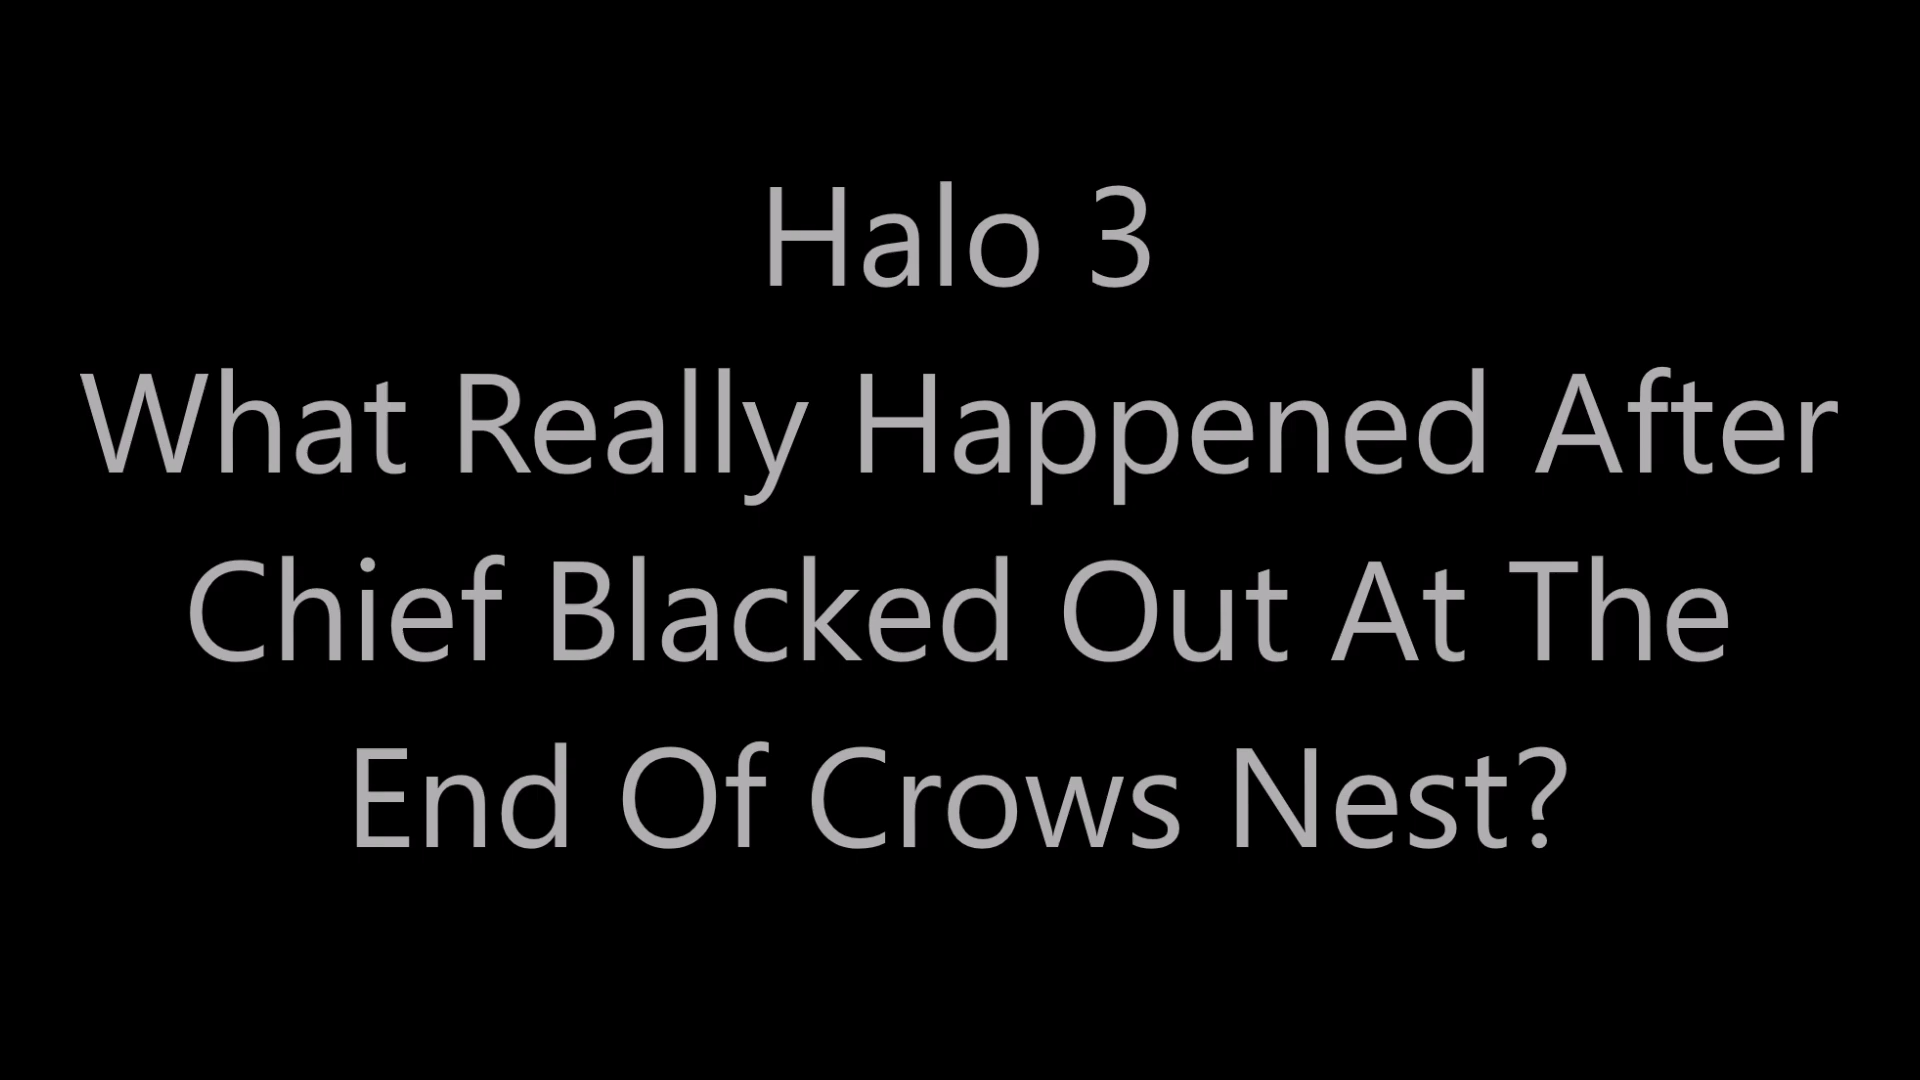 Halo 3
What Really Happened After
Chief Blacked Out At The
End Of Crows Nest?